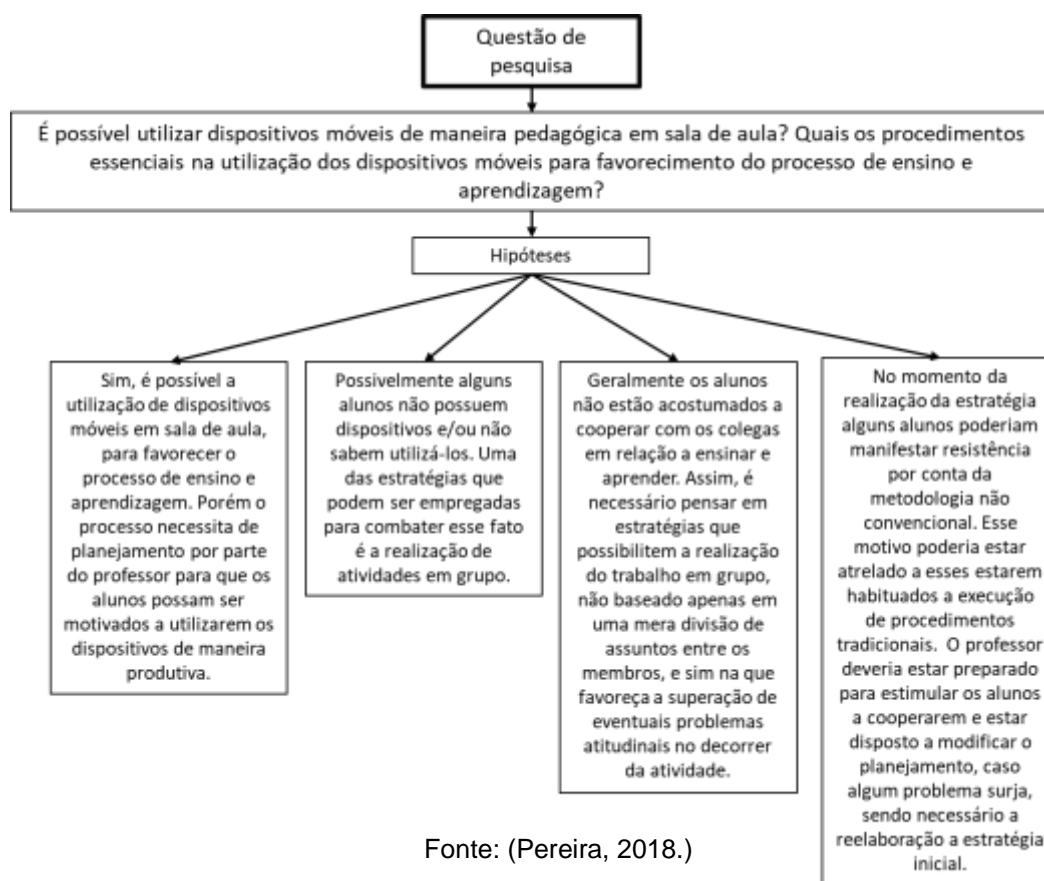 Questão de
pesquisa
É possível utilizar dispositivos móveis de maneira pedagógica em sala de aula? Quais os procedimentos
essenciais na utilização dos dispositivos móveis para favorecimento do processo de ensino e
aprendizagem?
Hipóteses
Sim, é possível a
utilização de dispositivos
móveis em sala de aula,
para favorecer o
processo de ensino e
aprendizagem. Porém o
processo necessita de
planejamento por parte
do professor para que os
alunos possam ser
motivados a utilizarem os
dispositivos de maneira
produtiva.
Possivelmente alguns
alunos não possuem
dispositivos e/ou não
sabem utilizá-los. Uma
das estratégias que
podem ser empregadas
para combater esse fato
é a realização de
atividades em grupo.
Geralmente os alunos
não estão acostumados a
cooperar com os colegas
em relação a ensinar e
aprender. Assim, é
necessário pensar em
estratégias que
possibilitem a realização
do trabalho em grupo,
não baseado apenas em
uma mera divisão de
assuntos entre os
membros, e sim na que
favoreça a superação de
eventuais problemas
atitudinais no decorrer
da atividade.
No momento da
realização da estratégia
alguns alunos poderiam
manifestar resistência
por conta da
metodologia não
convencional. Esse
motivo poderia estar
atrelado a esses estarem
habituados a execução
de procedimentos
tradicionais. O professor
deveria estar preparado
para estimular os alunos
a cooperarem e estar
disposto a modificar o
planejamento, caso
algum problema surja,
sendo necessário a
reelaboração a estratégia
inicial.
Fonte: (Pereira, 2018.)